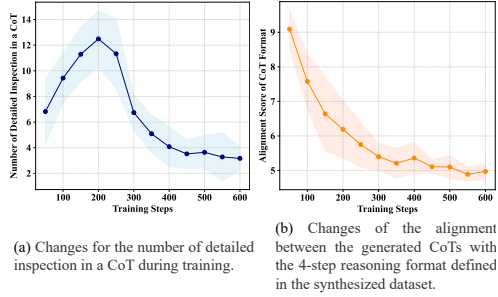 14
12
10
8
6
4
2
Number of Detailed Inspection in a CoT
100 200 300 400 500 600
Training Steps
(a) Changes for the number of detailed
inspection in a CoT during training.
9
8
7
6
5
Alignment Score of CoT Format
100 200 300 400 500 600
Training Steps
(b) Changes of the alignment
between the generated CoTs with
the 4-step reasoning format defined
in the synthesized dataset.